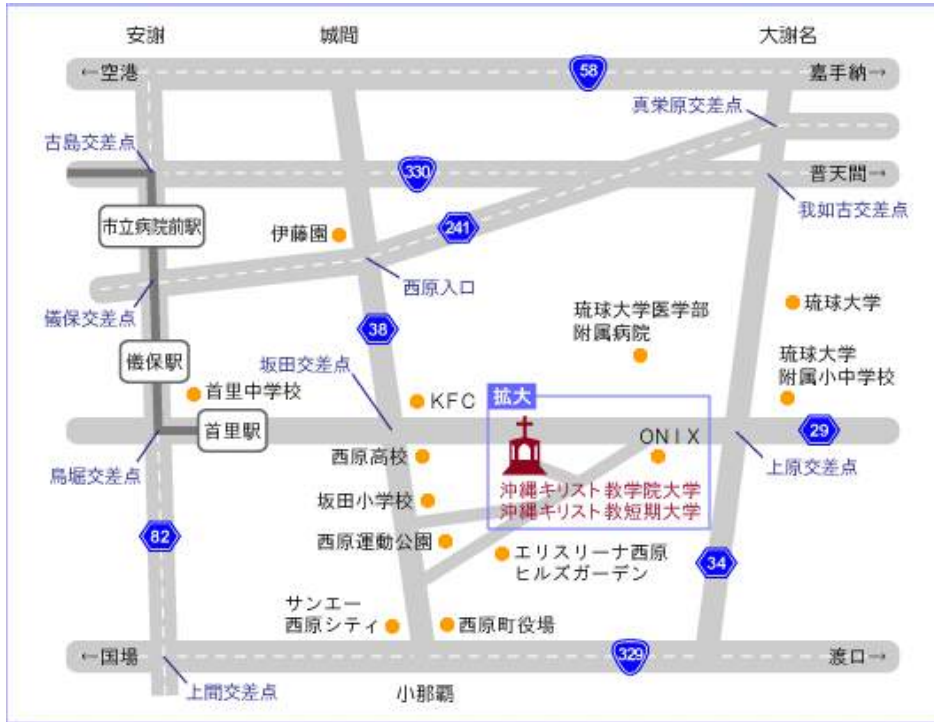 安謝
城間
大謝名
←空港
58
嘉手納→
真栄原交差点
古島交差点
330
普天間→
市立病院前駅
我如古交差点
伊藤園
241
西原入口
儀保交差点
琉球大学医学部
附属病院
琉球大学
38
儀保駅
坂田交差点
琉球大学
附属小中学校
首里中学校
KFC
拡大
首里駅
ONIX
29
鳥堀交差点
西原高校
上原交差点
沖縄キリスト教学院大学
沖縄キリスト教短期大学
坂田小学校
82
西原運動公園
エリスリーナ西原
ヒルズガーデン
34
サンエー
西原シティ
西原町役場
←国場
329
渡口→
上間交差点
小那覇